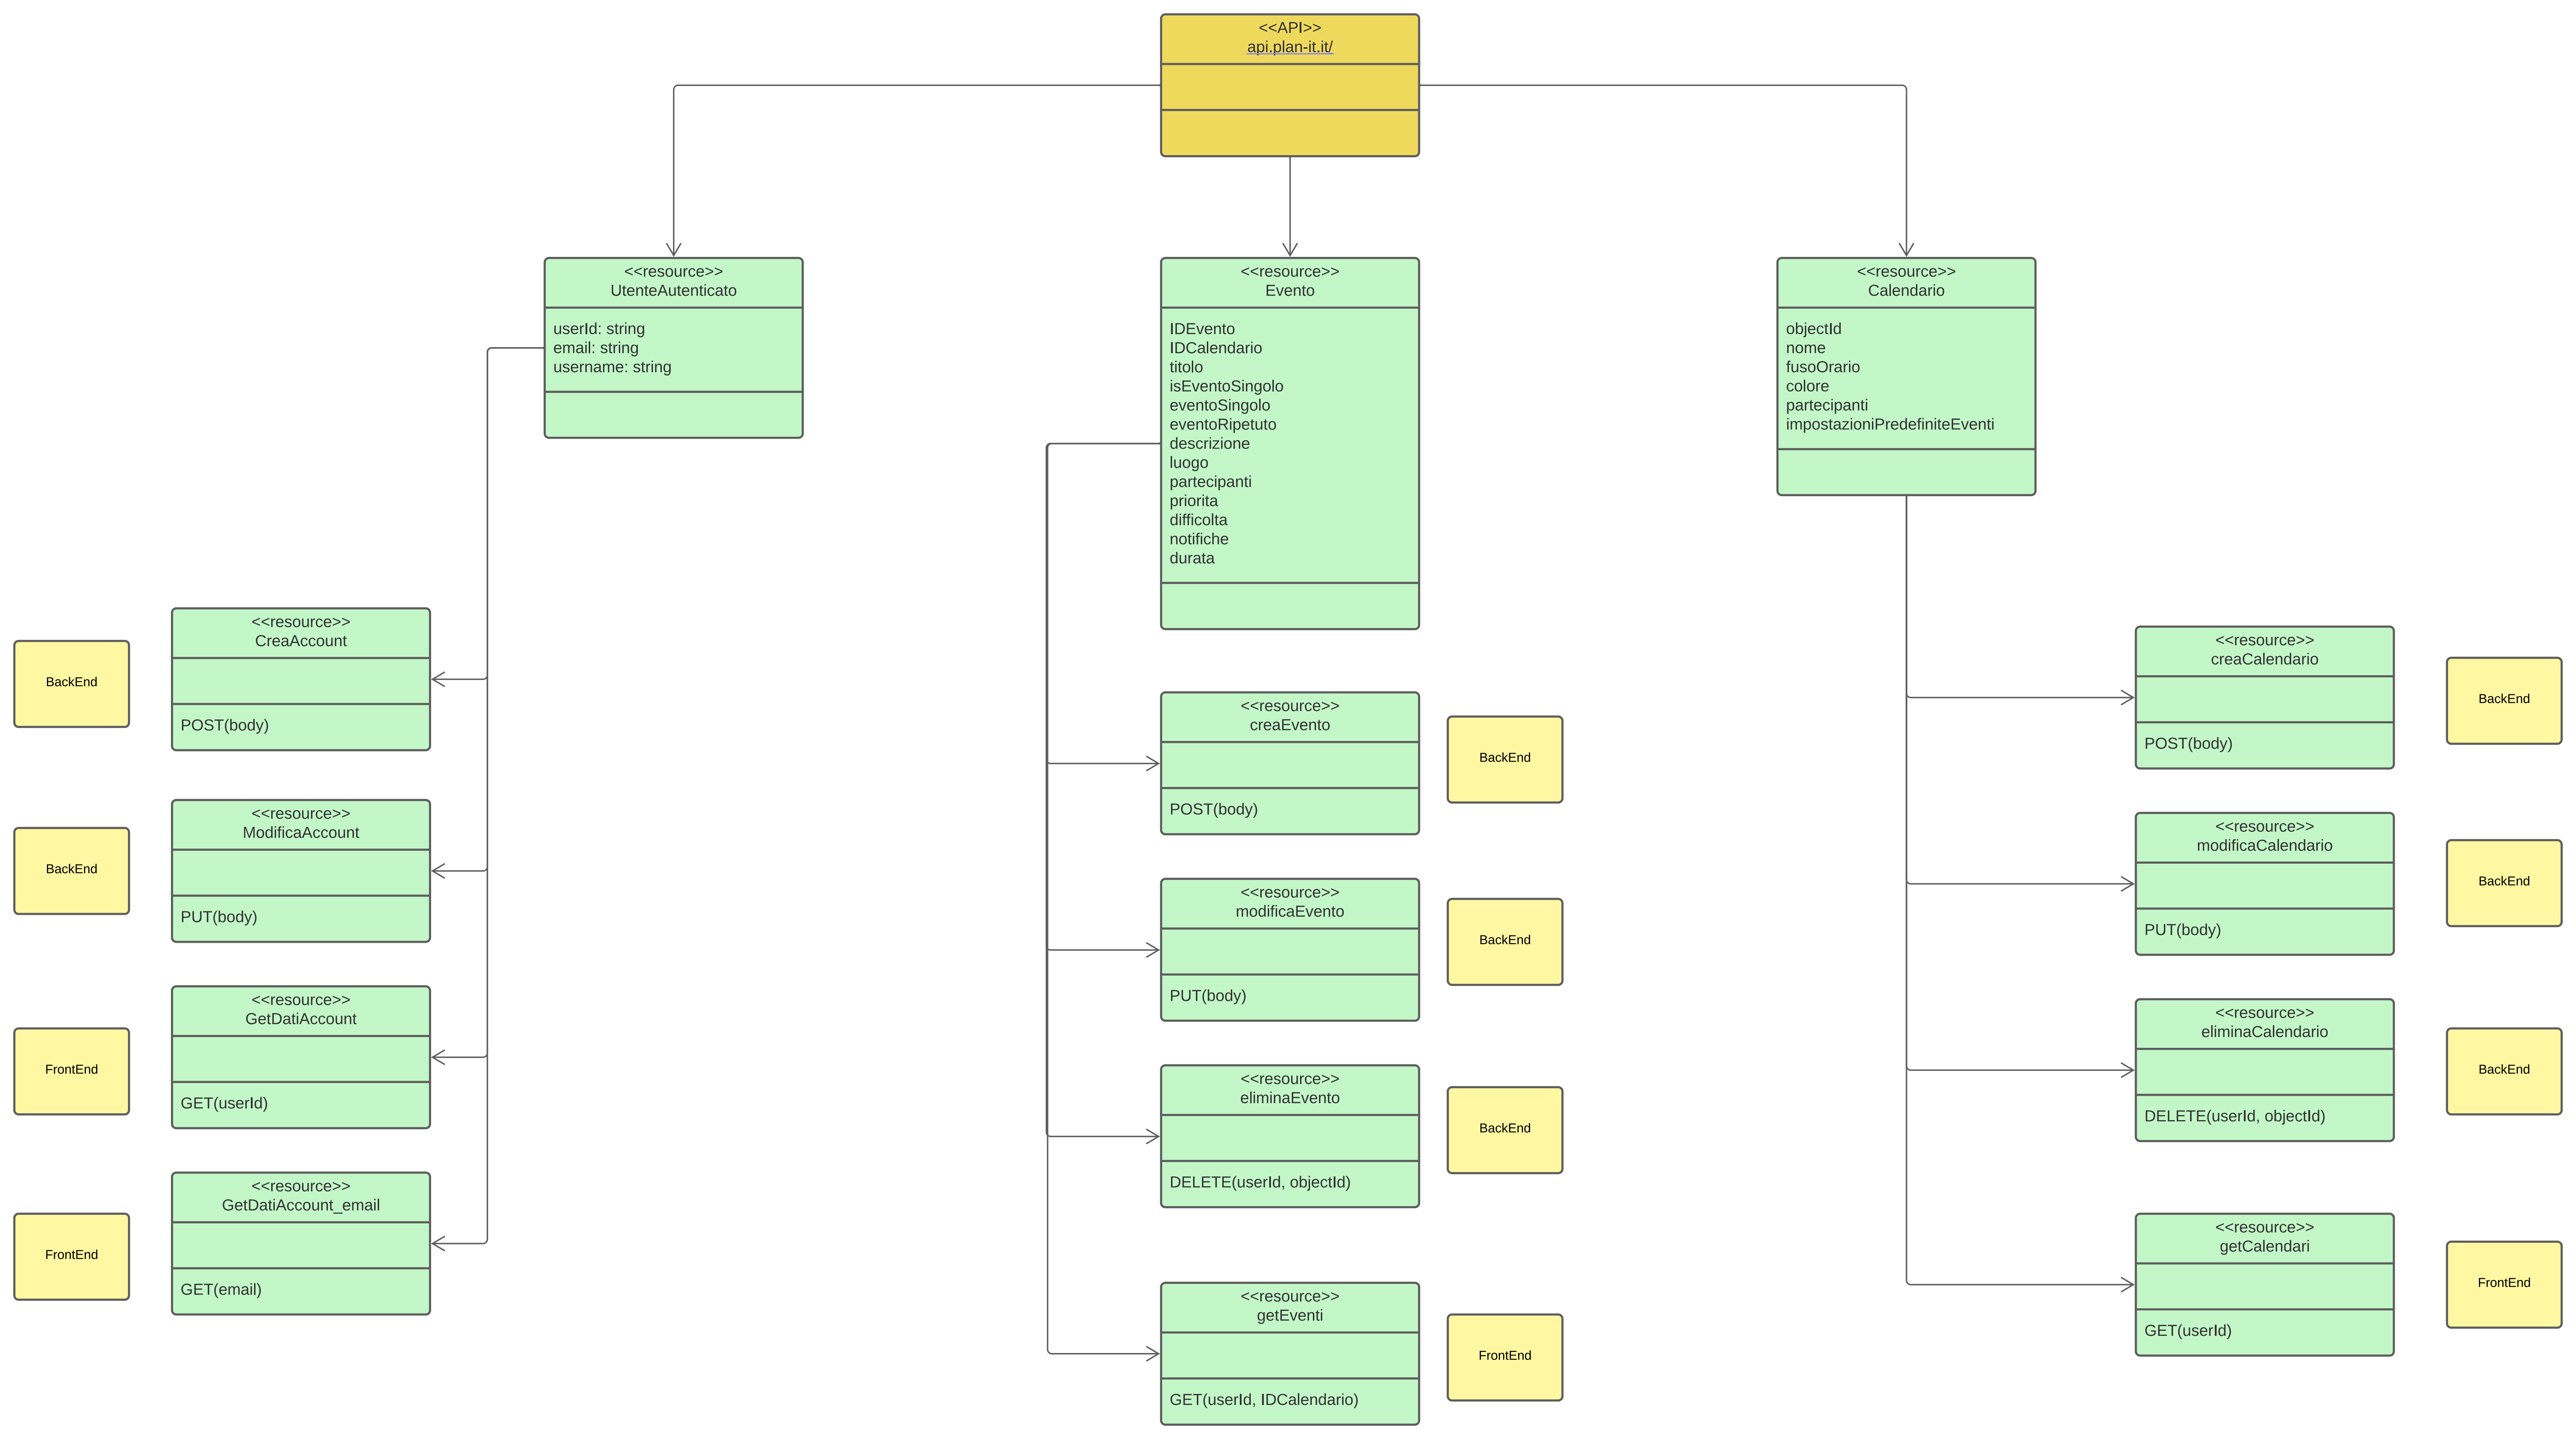 <<API>>
api.plan-it.it/
<<resource>>
UtenteAutenticato
userId: string
email: string
username: string
<<resource>>
Evento
IDEvento
IDCalendario
titolo
isEventoSingolo
eventoSingolo
eventoRipetuto
descrizione
luogo
partecipanti
priorita
difficolta
notifiche
durata
<<resource>>
Calendario
objectId
nome
fusoOrario
colore
partecipanti
impostazioniPredefiniteEventi
BackEnd
<<resource>>
CreaAccount
POST(body)
BackEnd
<<resource>>
ModificaAccount
PUT(body)
FrontEnd
<<resource>>
GetDatiAccount
GET(userId)
FrontEnd
<<resource>>
GetDatiAccount_email
GET(email)
<<resource>>
creaEvento
POST(body)
BackEnd
<<resource>>
modificaEvento
PUT(body)
BackEnd
<<resource>>
eliminaEvento
DELETE(userId, objectId)
BackEnd
<<resource>>
getEventi
GET(userId, IDCalendario)
FrontEnd
<<resource>>
creaCalendario
POST(body)
BackEnd
<<resource>>
modificaCalendario
PUT(body)
BackEnd
<<resource>>
eliminaCalendario
DELETE(userId, objectId)
BackEnd
<<resource>>
getCalendari
GET(userId)
FrontEnd